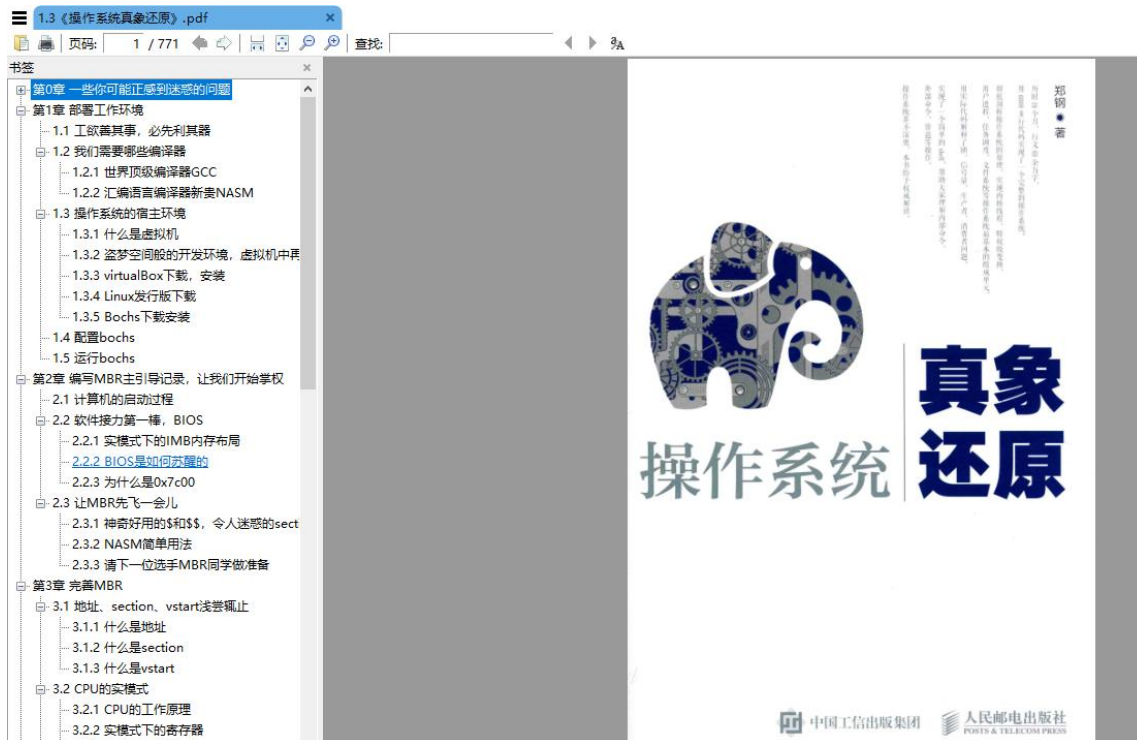 1.3《操作系统真象还原》.pdf
页码: 1 / 771 查找:
书签
第0章 一些你可能正感到迷惑的问题
第1章 部署工作环境
1.1 工欲善其事，必先利其器
1.2 我们需要哪些编译器
1.2.1 世界顶级编译器GCC
1.2.2 汇编语言编译器新贵NASM
1.3 操作系统的宿主环境
1.3.1 什么是虚拟机
1.3.2 盗梦空间般的开发环境，虚拟机中再
1.3.3 virtualBox下载，安装
1.3.4 Linux发行版下载
1.3.5 Bochs下载安装
1.4 配置bochs
1.5 运行bochs
第2章 编写MBR主引导记录，让我们开始掌权
2.1 计算机的启动过程
2.2 软件接力第一棒，BIOS
2.2.1 实模式下的IMB内存布局
2.2.2 BIOS是如何苏醒的
2.2.3 为什么是0x7c00
2.3 让MBR先飞一会儿
2.3.1 神奇好用的$和$$，令人迷惑的sect
2.3.2 NASM简单用法
2.3.3 请下一位选手MBR同学做准备
第3章 完善MBR
3.1 地址、section、vstart浅尝辄止
3.1.1 什么是地址
3.1.2 什么是section
3.1.3 什么是vstart
3.2 CPU的实模式
3.2.1 CPU的工作原理
3.2.2 实模式下的寄存器
郑钢 著
操作系统
真象
还原
中国工信出版集团
人民邮电出版社
POSTS & TELECOM PRESS